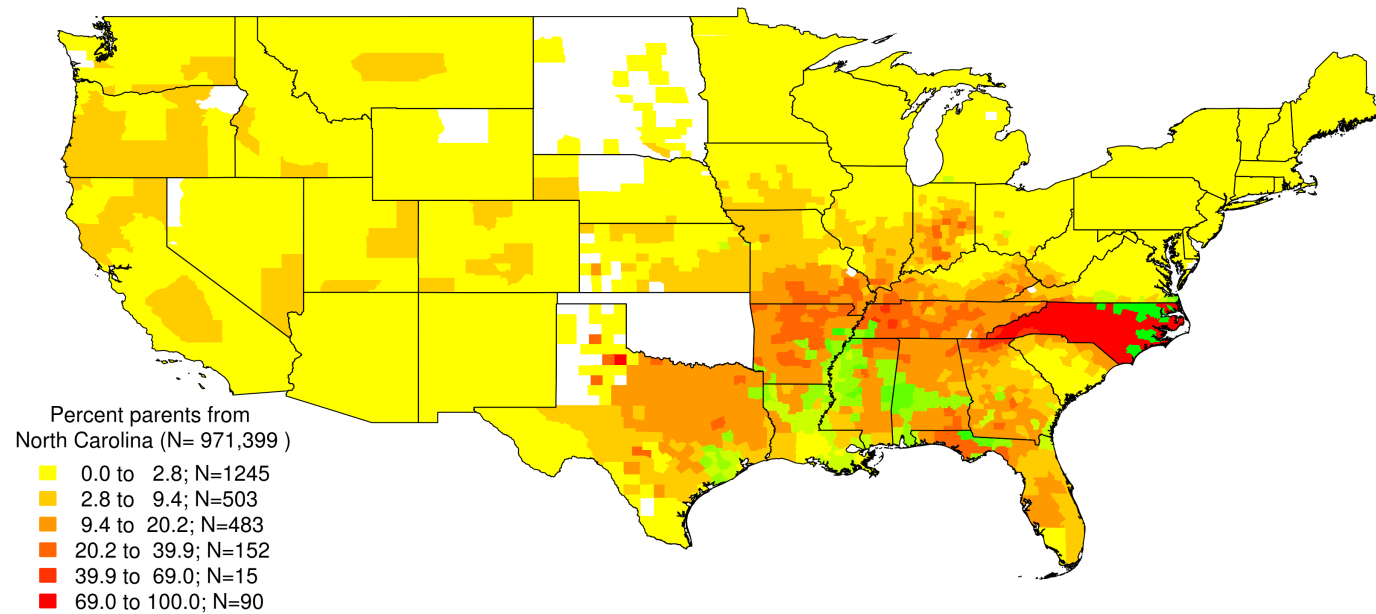 Percent parents from
North Carolina (N= 971,399 )
0.0 to 2.8; N=1245
2.8 to 9.4; N=503
9.4 to 20.2; N=483
20.2 to 39.9; N=152
39.9 to 69.0; N=15
69.0 to 100.0; N=90